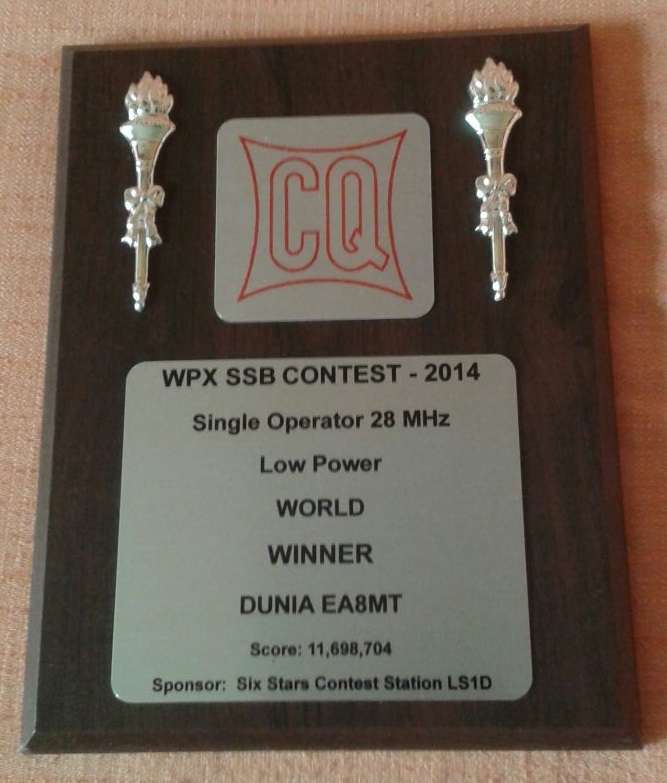 CQ
WPX SSB CONTEST - 2014
Single Operator 28 MHz
Low Power
WORLD
WINNER
DUNIA EA8MT
Score: 11,698,704
Sponsor: Six Stars Contest Station LS1D